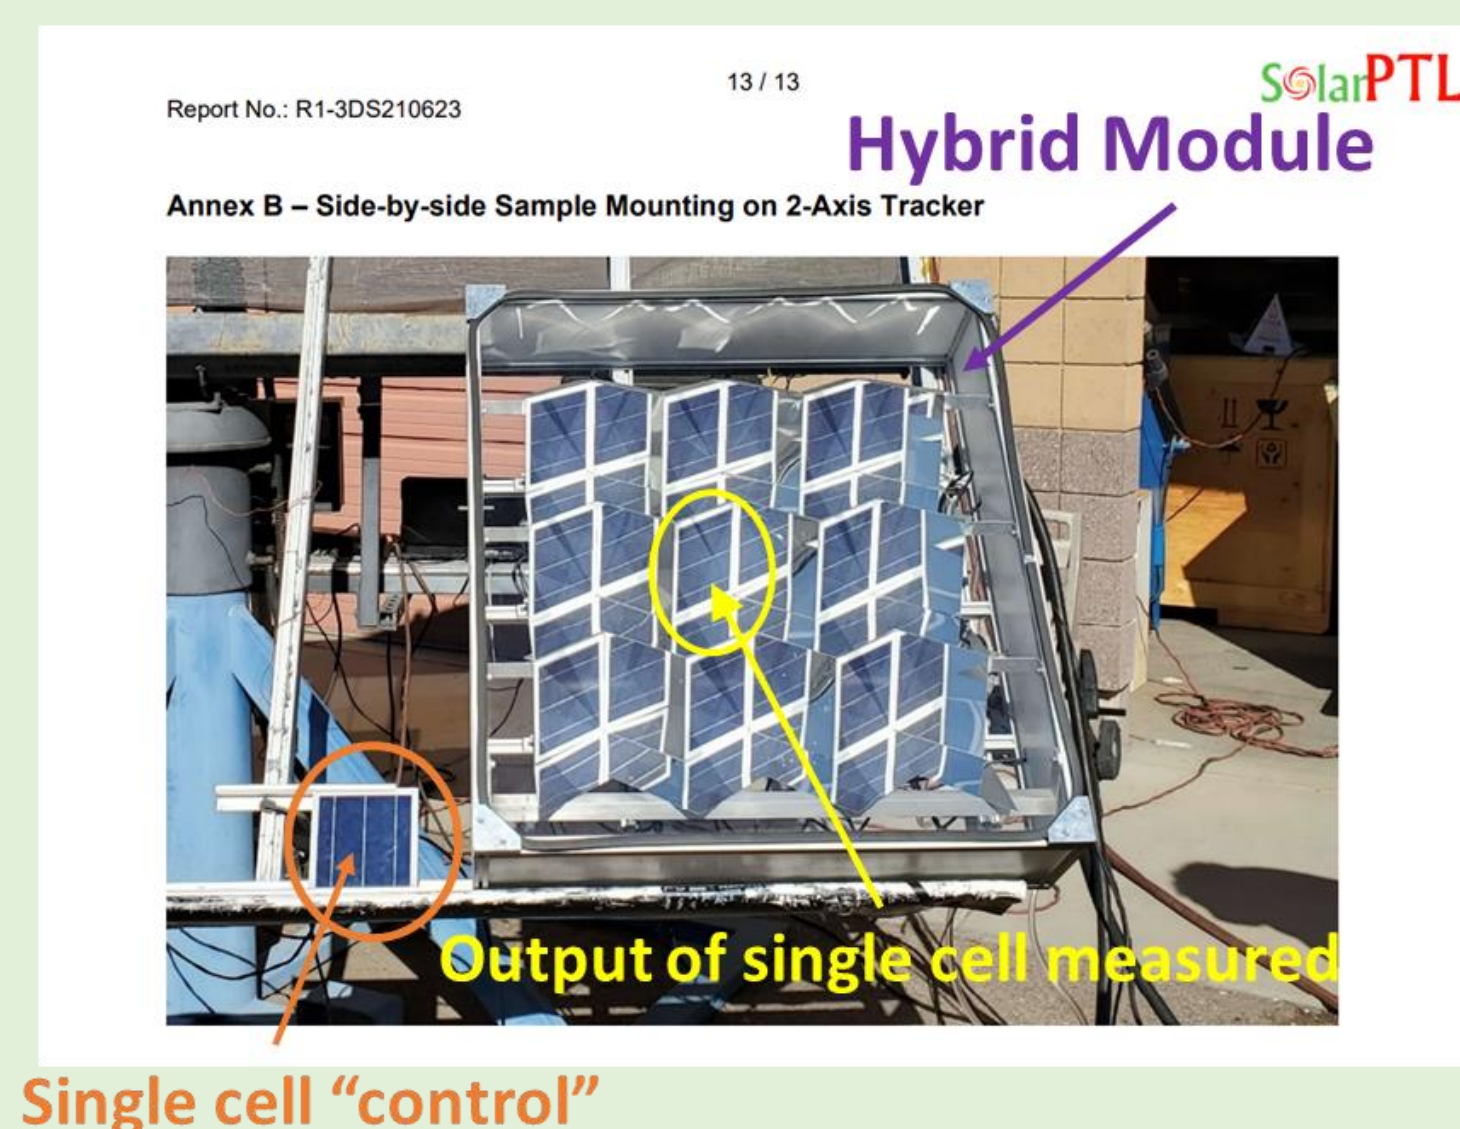 13 / 13
SolarPTL
Report No.: R1-3DS210623
Hybrid Module
Annex B – Side-by-side Sample Mounting on 2-Axis Tracker
Output of single cell measured
Single cell “control”